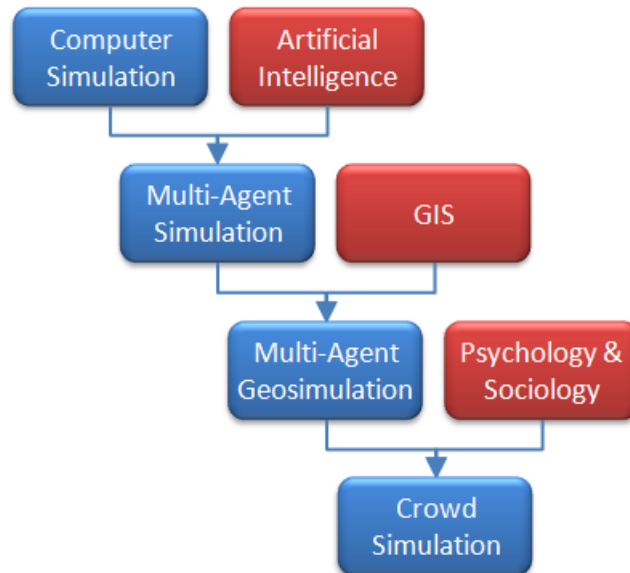 Computer
Simulation
Artificial
Intelligence
Multi-Agent
Simulation
GIS
Multi-Agent
Geosimulation
Psychology &
Sociology
Crowd
Simulation